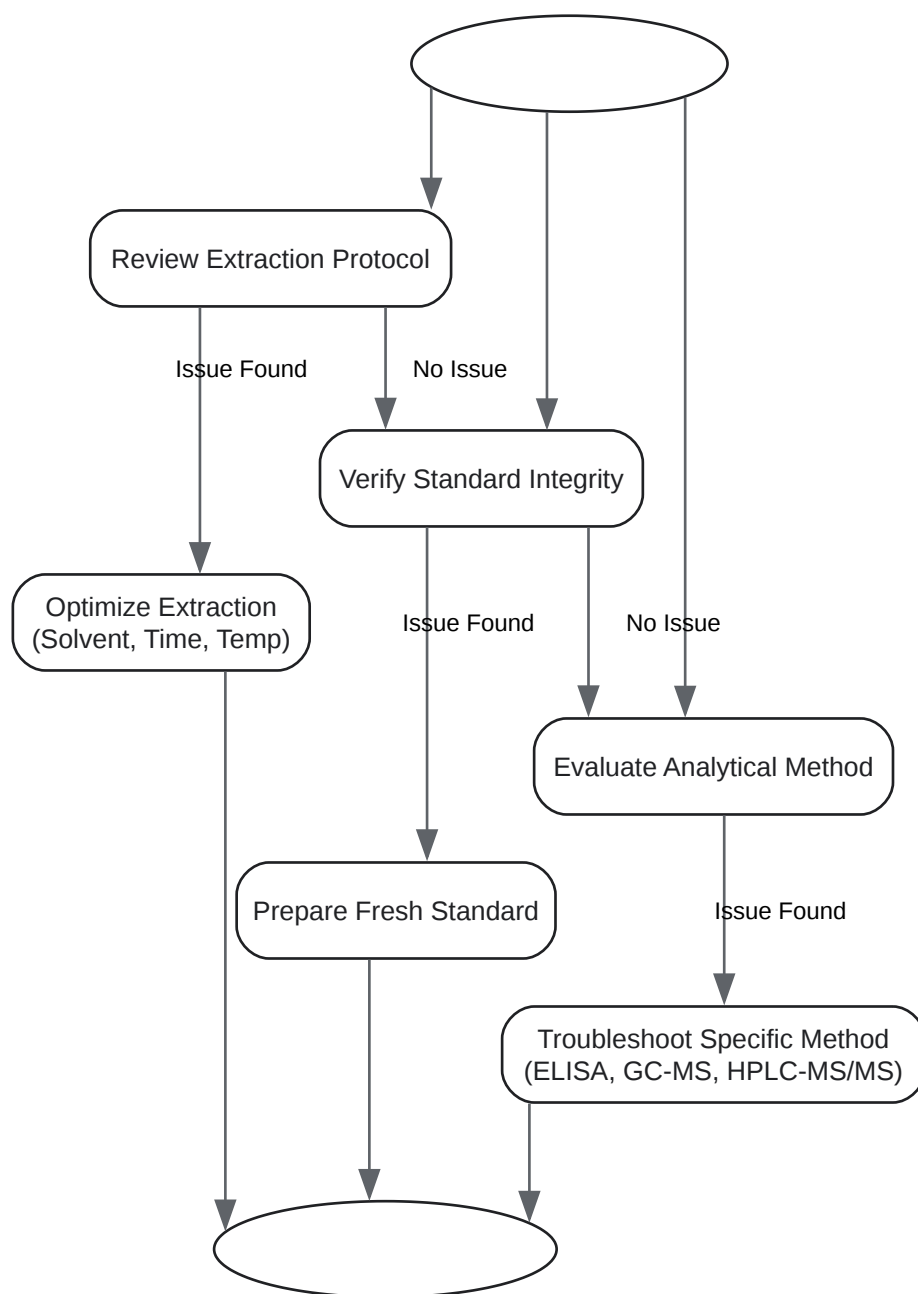 Review Extraction Protocol
Issue Found
No Issue
Verify Standard Integrity
Optimize Extraction
(Solvent, Time, Temp)
Issue Found
No Issue
Evaluate Analytical Method
Prepare Fresh Standard
Issue Found
Troubleshoot Specific Method
(ELISA, GC-MS, HPLC-MS/MS)